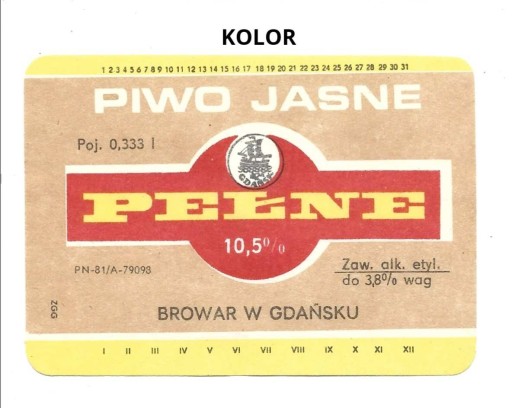 KOLOR
1 2 3 4 5 6 7 8 9 10 11 12 13 14 15 16 17 18 19 20 21 22 23 24 25 26 27 28 29 30 31
PIWO JASNE
Poj. 0,333 l
GDAŃSK
PEŁNE
10,5%
PN-81/A-79098
Zaw. alk. etyl.
do 3,8% wag
ZGG
BROWAR W GDAŃSKU
I II III IV V VI VII VIII IX X XI XII